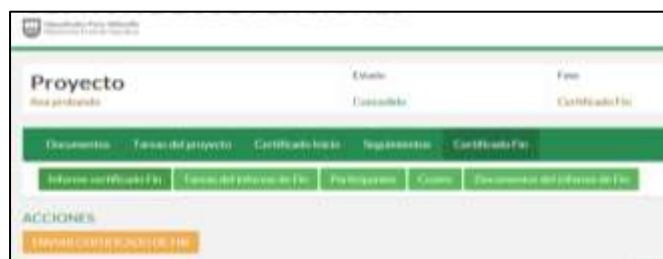 Proyecto
Estado
Fase
Concedido
Certificado Fin
Documentos Tareas del proyecto Certificado Inicio Seguimientos Certificado Fin
Informe certificado Fin Tareas del informe de Fin Participantes Costes Documentos del informe de Fin
ACCIONES
ENVIAR CERTIFICADO DE FIN